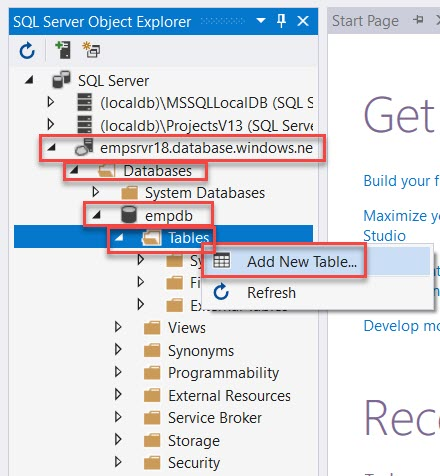 SQL Server Object Explorer
Start Page
SQL Server
(localdb)\MSSQLLocalDB (SQL S
(localdb)\ProjectsV13 (SQL Serve
empsrvr18.database.windows.ne
Databases
System Databases
empdb
Tables
Add New Table...
Refresh
Sy
Fi
External Tables
Views
Synonyms
Programmability
External Resources
Service Broker
Storage
Security
Get
Build your f
Maximize yo
Studio
Develop mo
Rece